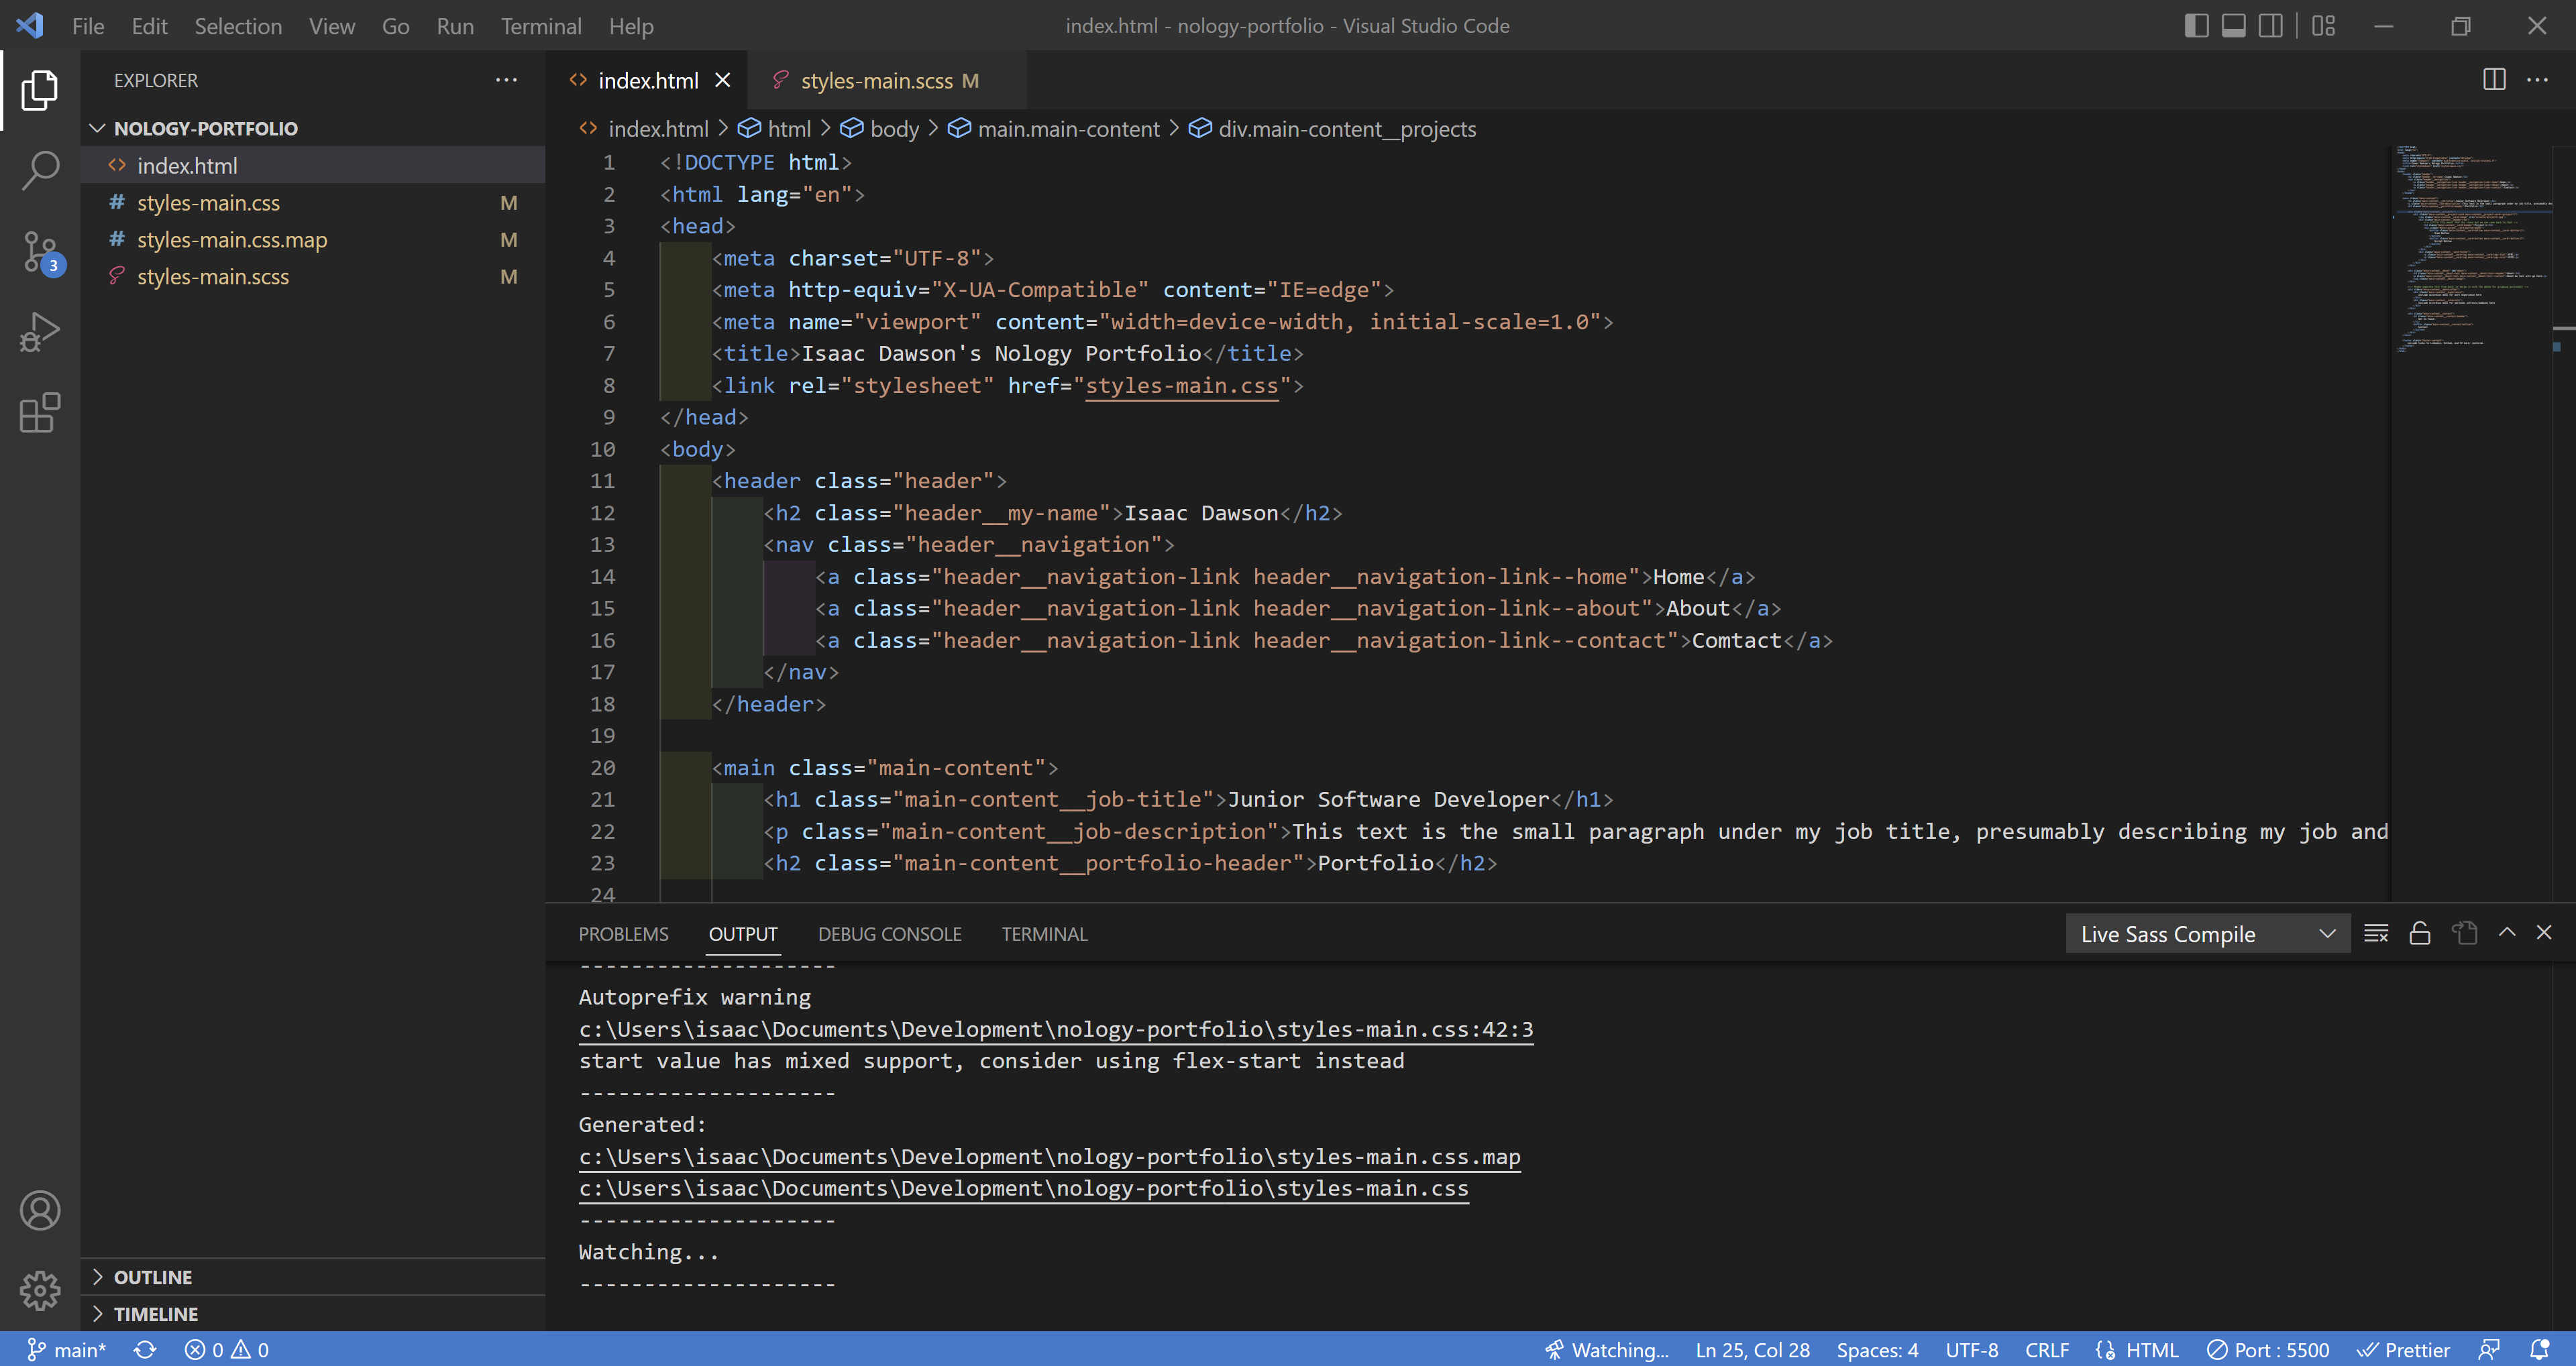 File Edit Selection View Go Run Terminal Help
index.html - nology-portfolio - Visual Studio Code
EXPLORER
NOLOGY-PORTFOLIO
index.html
styles-main.css M
styles-main.css.map M
styles-main.scss M
3
OUTLINE
TIMELINE
index.html styles-main.scss M
index.html > html > body > main.main-content > div.main-content__projects
1 <!DOCTYPE html>
2 <html lang="en">
3 <head>
4 <meta charset="UTF-8">
5 <meta http-equiv="X-UA-Compatible" content="IE=edge">
6 <meta name="viewport" content="width=device-width, initial-scale=1.0">
7 <title>Isaac Dawson's Nology Portfolio</title>
8 <link rel="stylesheet" href="styles-main.css">
9 </head>
10 <body>
11 <header class="header">
12 <h2 class="header__my-name">Isaac Dawson</h2>
13 <nav class="header__navigation">
14 <a class="header__navigation-link header__navigation-link--home">Home</a>
15 <a class="header__navigation-link header__navigation-link--about">About</a>
16 <a class="header__navigation-link header__navigation-link--contact">Comtact</a>
17 </nav>
18 </header>
19
20 <main class="main-content">
21 <h1 class="main-content__job-title">Junior Software Developer</h1>
22 <p class="main-content__job-description">This text is the small paragraph under my job title, presumably describing my job and
23 <h2 class="main-content__portfolio-header">Portfolio</h2>
24
PROBLEMS OUTPUT DEBUG CONSOLE TERMINAL
Live Sass Compile
--------------------
Autoprefix warning
c:\Users\isaac\Documents\Development\nology-portfolio\styles-main.css:42:3
start value has mixed support, consider using flex-start instead
--------------------
Generated:
c:\Users\isaac\Documents\Development\nology-portfolio\styles-main.css.map
c:\Users\isaac\Documents\Development\nology-portfolio\styles-main.css
--------------------
Watching...
--------------------
main* 0 0 Watching... Ln 25, Col 28 Spaces: 4 UTF-8 CRLF HTML Port : 5500 Prettier